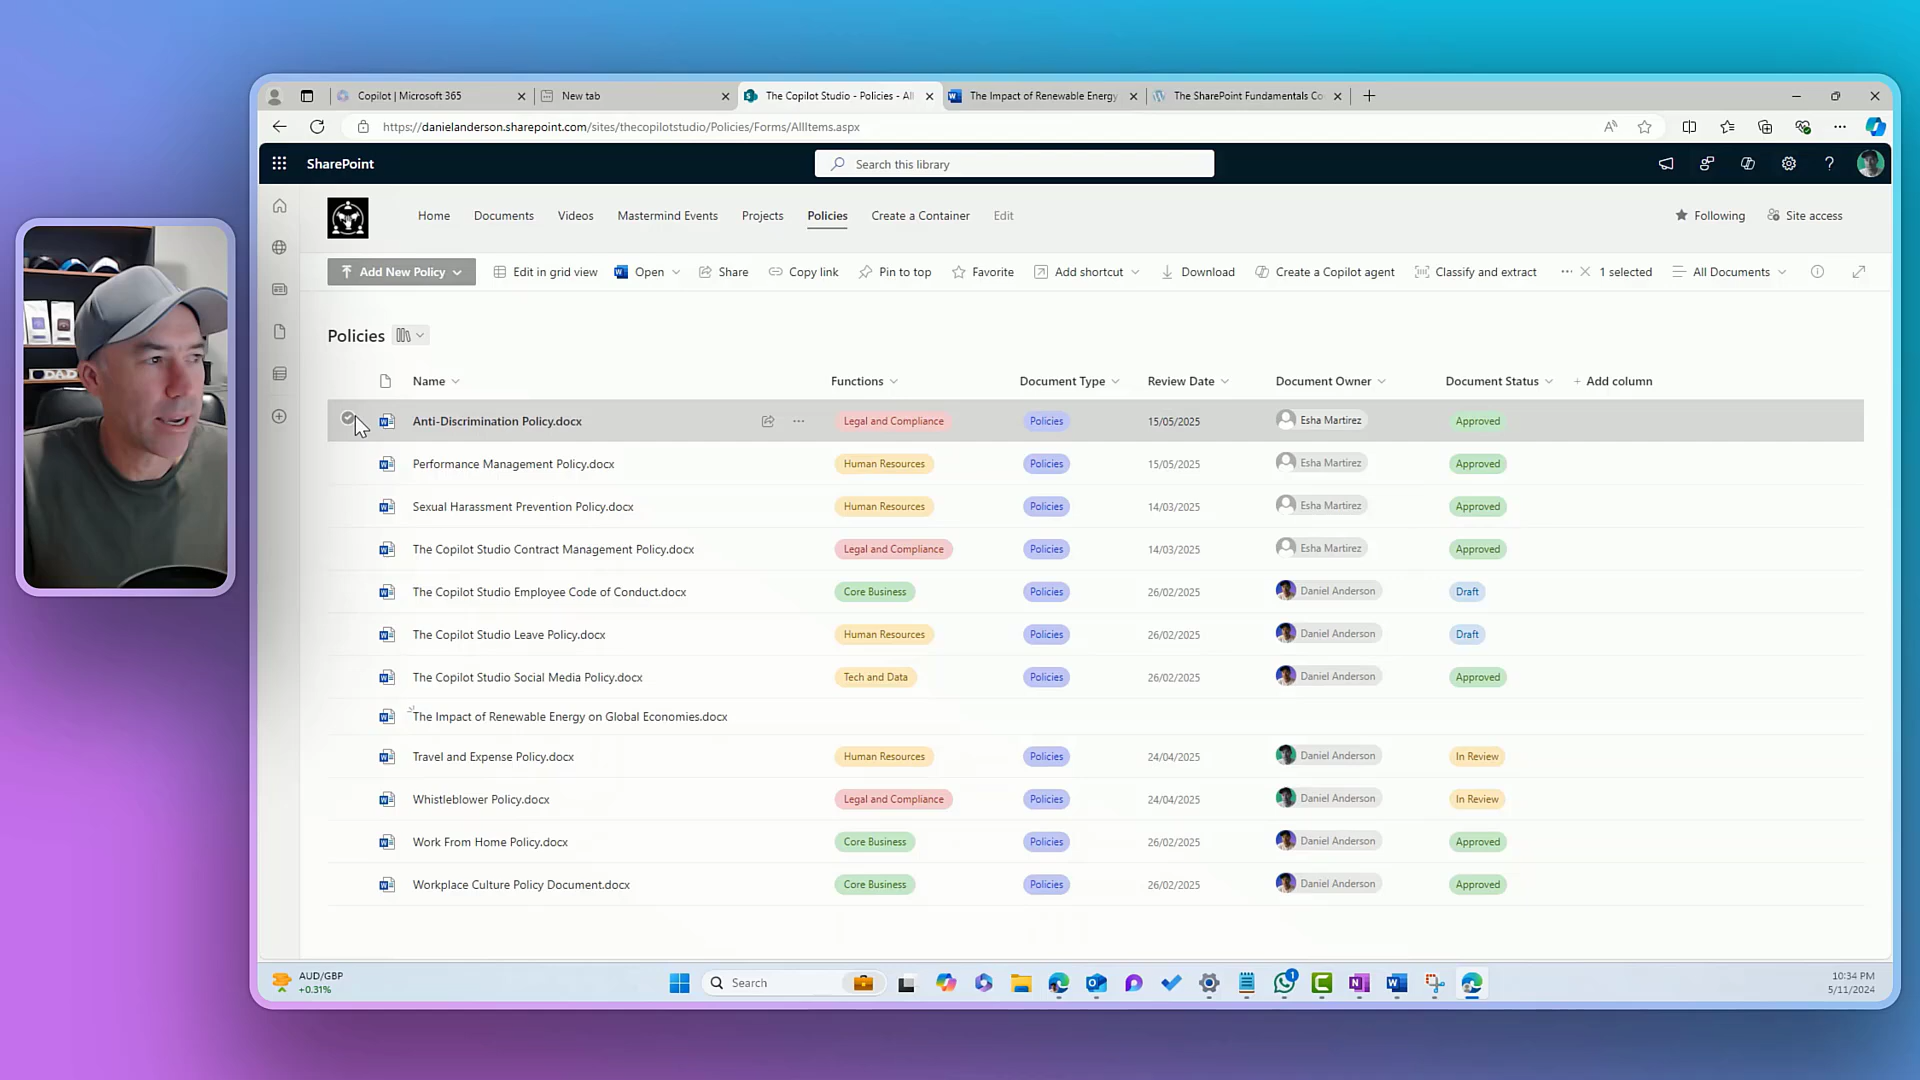 Copilot | Microsoft 365
New tab
The Copilot Studio - Policies - All
The Impact of Renewable Energy
The SharePoint Fundamentals Co
https://danielanderson.sharepoint.com/sites/thecopilotstudio/Policies/Forms/AllItems.aspx
SharePoint
Search this library
Home Documents Videos Mastermind Events Projects Policies Create a Container Edit
Following Site access
Add New Policy Edit in grid view Open Share Copy link Pin to top Favorite Add shortcut Download Create a Copilot agent Classify and extract ... 1 selected All Documents
Policies
Name Functions Document Type Review Date Document Owner Document Status + Add column
Anti-Discrimination Policy.docx Legal and Compliance Policies 15/05/2025 Esha Martirez Approved
Performance Management Policy.docx Human Resources Policies 15/05/2025 Esha Martirez Approved
Sexual Harassment Prevention Policy.docx Human Resources Policies 14/03/2025 Esha Martirez Approved
The Copilot Studio Contract Management Policy.docx Legal and Compliance Policies 14/03/2025 Esha Martirez Approved
The Copilot Studio Employee Code of Conduct.docx Core Business Policies 26/02/2025 Daniel Anderson Draft
The Copilot Studio Leave Policy.docx Human Resources Policies 26/02/2025 Daniel Anderson Draft
The Copilot Studio Social Media Policy.docx Tech and Data Policies 26/02/2025 Daniel Anderson Approved
The Impact of Renewable Energy on Global Economies.docx
Travel and Expense Policy.docx Human Resources Policies 24/04/2025 Daniel Anderson In Review
Whistleblower Policy.docx Legal and Compliance Policies 24/04/2025 Daniel Anderson In Review
Work From Home Policy.docx Core Business Policies 26/02/2025 Daniel Anderson Approved
Workplace Culture Policy Document.docx Core Business Policies 26/02/2025 Daniel Anderson Approved
AUD/GBP
+0.31%
Search
1
10:34 PM
5/11/2024